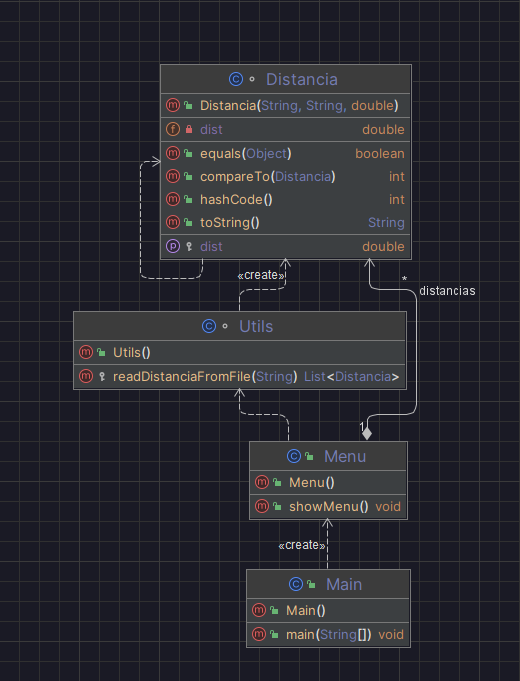 Distancia
Distancia(String, String, double)
dist double
equals(Object) boolean
compareTo(Distancia) int
hashCode() int
toString() String
dist double
«create»
*
distancias
Utils
Utils()
readDistanciaFromFile(String) List<Distancia>
1
Menu
Menu()
showMenu() void
«create»
Main
Main()
main(String[]) void